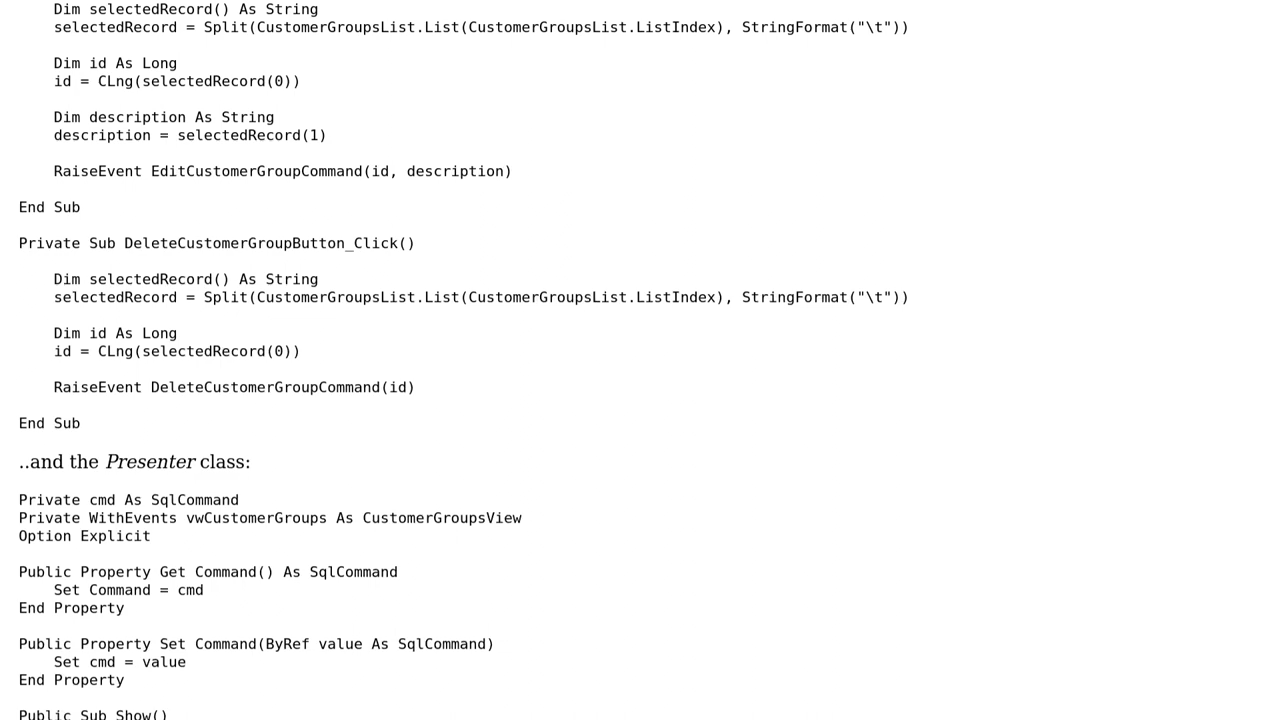 Dim selectedRecord() As String
selectedRecord = Split(CustomerGroupsList.List(CustomerGroupsList.ListIndex), StringFormat("\t"))
Dim id As Long
id = CLng(selectedRecord(0))
Dim description As String
description = selectedRecord(1)
RaiseEvent EditCustomerGroupCommand(id, description)
End Sub
Private Sub DeleteCustomerGroupButton_Click()
Dim selectedRecord() As String
selectedRecord = Split(CustomerGroupsList.List(CustomerGroupsList.ListIndex), StringFormat("\t"))
Dim id As Long
id = CLng(selectedRecord(0))
RaiseEvent DeleteCustomerGroupCommand(id)
End Sub
..and the Presenter class:
Private cmd As SqlCommand
Private WithEvents vwCustomerGroups As CustomerGroupsView
Option Explicit
Public Property Get Command() As SqlCommand
Set Command = cmd
End Property
Public Property Set Command(ByRef value As SqlCommand)
Set cmd = value
End Property
Public Sub Show()